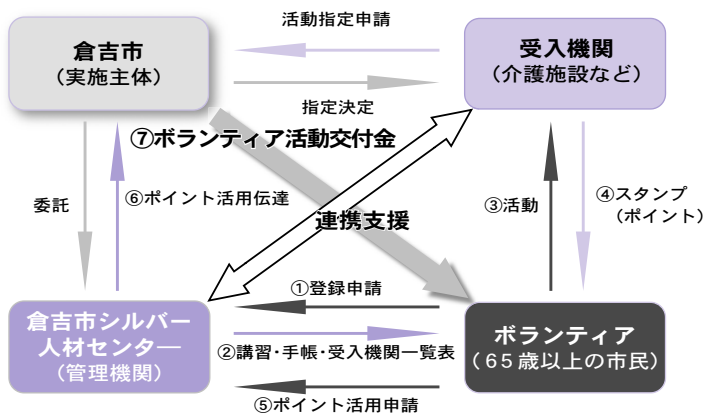 活動指定申請
倉吉市
(実施主体)
受入機関
(介護施設など)
指定決定
⑦ボランティア活動交付金
委託
⑥ポイント活用伝達
連携支援
③活動
④スタンプ
(ポイント)
①登録申請
倉吉市シルバー
人材センター
(管理機関)
②講習・手帳・受入機関一覧表
ボランティア
(65歳以上の市民)
⑤ポイント活用申請